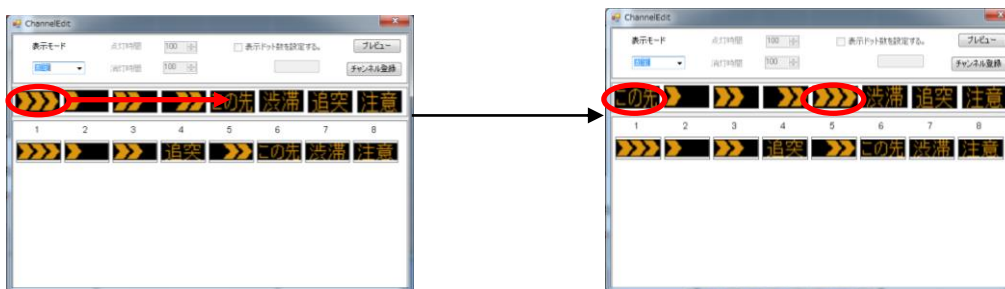 ChannelEdit
表示モード 点灯時間 100 表示ドット数を設定する。 プレビュー
固定 消灯時間 100 チャンネル登録
この先 渋滞 追突 注意
1 2 3 4 5 6 7 8
追突 この先 渋滞 注意
ChannelEdit
表示モード 点灯時間 100 表示ドット数を設定する。 プレビュー
固定 消灯時間 100 チャンネル登録
この先 渋滞 追突 注意
1 2 3 4 5 6 7 8
追突 この先 渋滞 注意